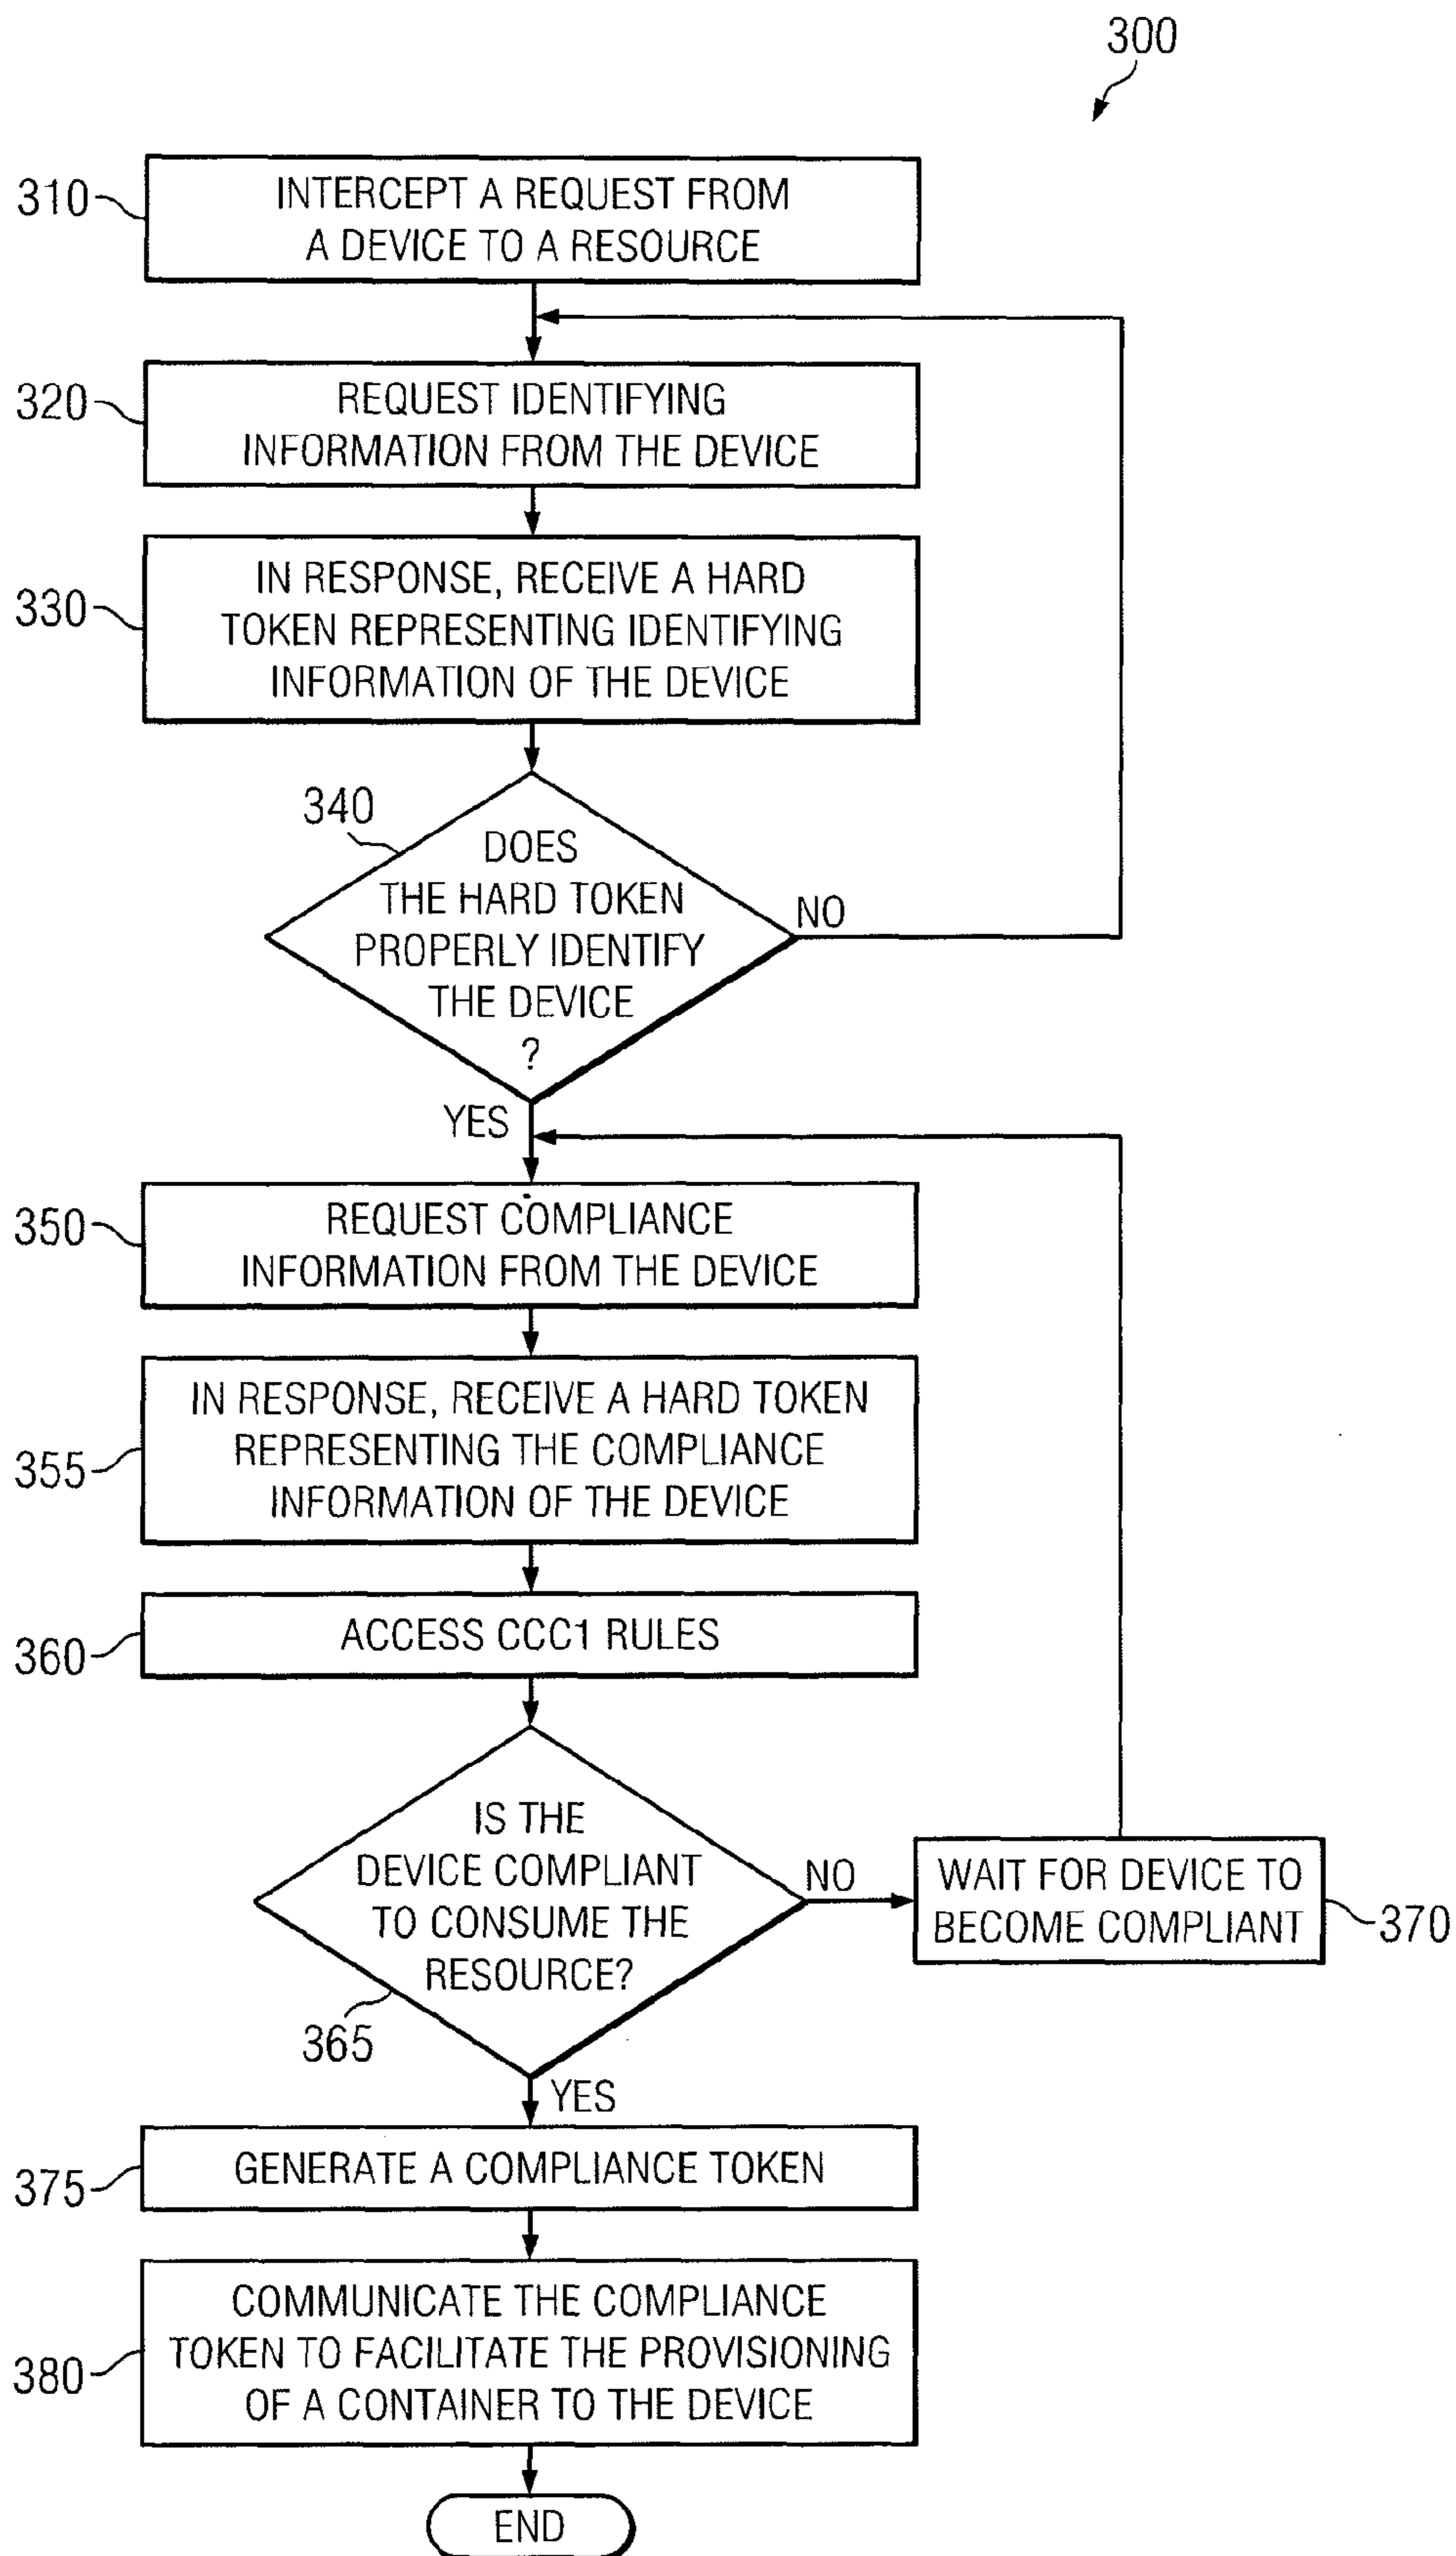 300
310
INTERCEPT A REQUEST FROM
A DEVICE TO A RESOURCE
320
REQUEST IDENTIFYING
INFORMATION FROM THE DEVICE
330
IN RESPONSE, RECEIVE A HARD
TOKEN REPRESENTING IDENTIFYING
INFORMATION OF THE DEVICE
340
DOES
THE HARD TOKEN
PROPERLY IDENTIFY
THE DEVICE
?
NO
YES
350
REQUEST COMPLIANCE
INFORMATION FROM THE DEVICE
355
IN RESPONSE, RECEIVE A HARD TOKEN
REPRESENTING THE COMPLIANCE
INFORMATION OF THE DEVICE
360
ACCESS CCC1 RULES
IS THE
DEVICE COMPLIANT
TO CONSUME THE
RESOURCE?
365
NO
WAIT FOR DEVICE TO
BECOME COMPLIANT
370
YES
375
GENERATE A COMPLIANCE TOKEN
380
COMMUNICATE THE COMPLIANCE
TOKEN TO FACILITATE THE PROVISIONING
OF A CONTAINER TO THE DEVICE
END